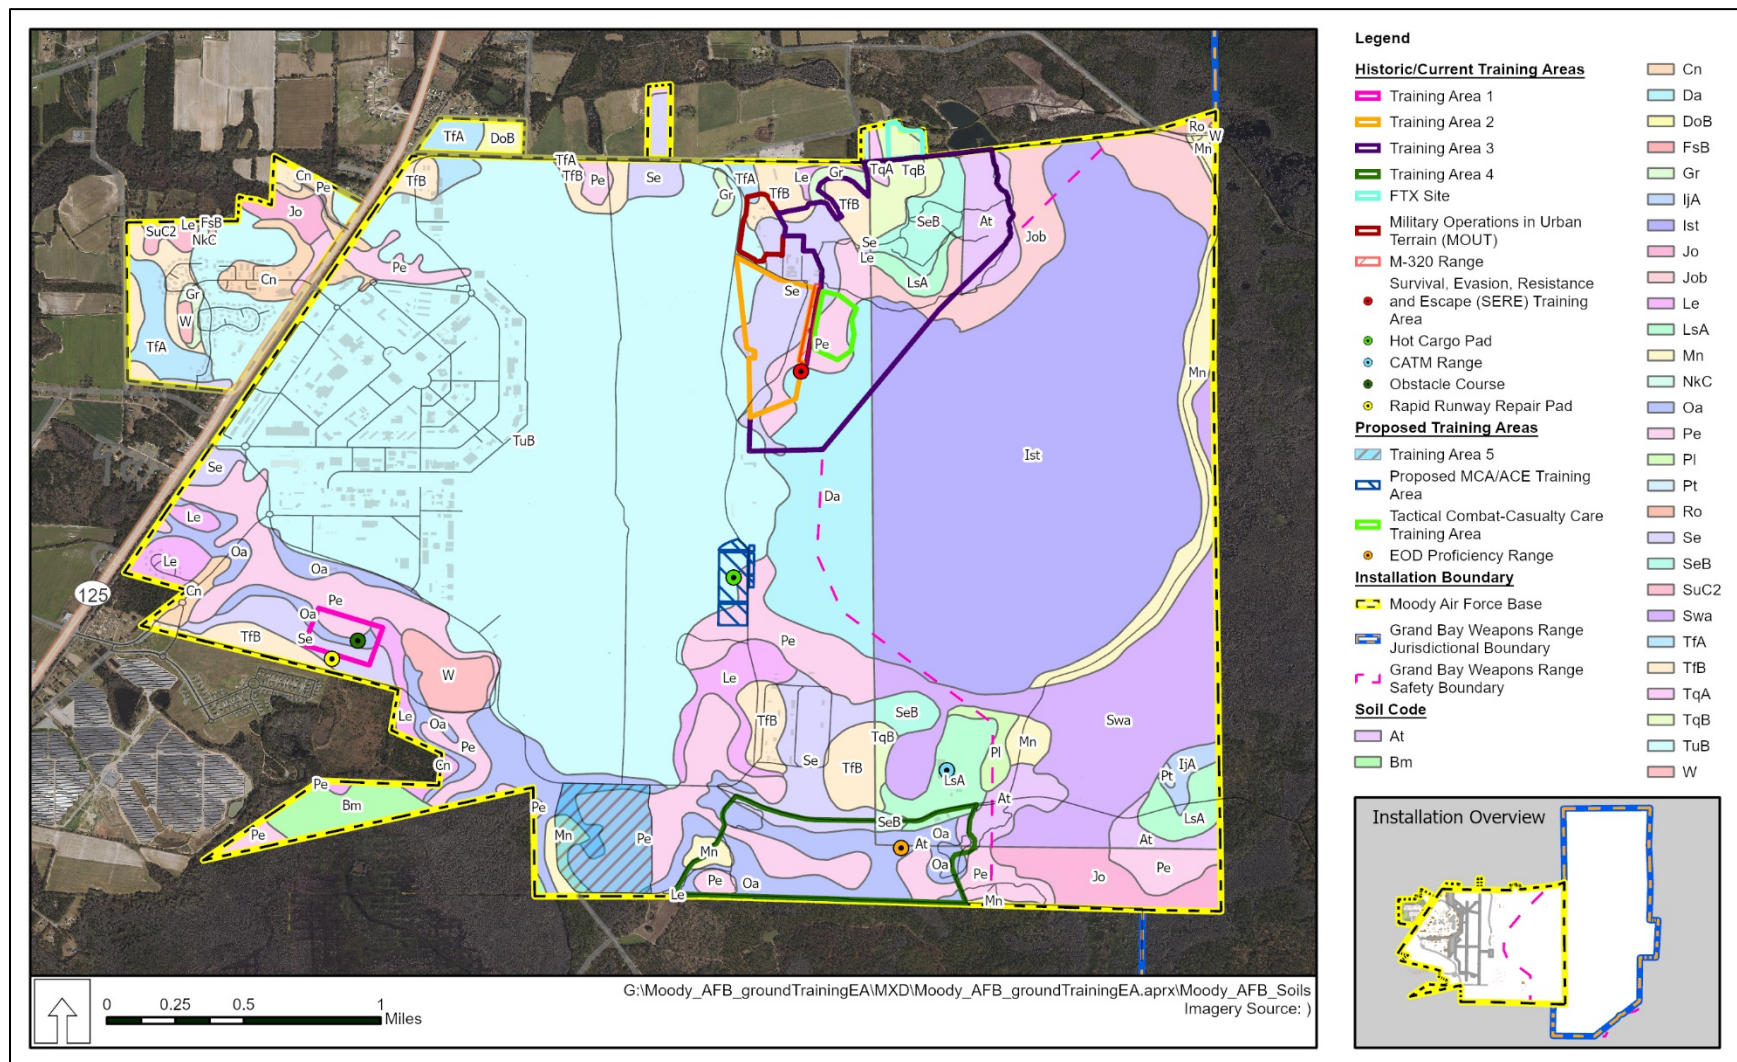 Legend
Historic/Current Training Areas
Training Area 1
Training Area 2
Training Area 3
Training Area 4
FTX Site
Military Operations in Urban
Terrain (MOUT)
M-320 Range
Survival, Evasion, Resistance
and Escape (SERE) Training
Area
Hot Cargo Pad
CATM Range
Obstacle Course
Rapid Runway Repair Pad
Proposed Training Areas
Training Area 5
Proposed MCA/ACE Training
Area
Tactical Combat-Casualty Care
Training Area
EOD Proficiency Range
Installation Boundary
Moody Air Force Base
Grand Bay Weapons Range
Jurisdictional Boundary
Grand Bay Weapons Range
Safety Boundary
Soil Code
At
Bm
Cn
Da
DoB
FsB
Gr
IjA
Ist
Jo
Job
Le
LsA
Mn
NkC
Oa
Pe
Pl
Pt
Ro
Se
SeB
SuC2
Swa
TfA
TfB
TqA
TqB
TuB
W
Installation Overview
TfA
DoB
Ro
W
Mn
Cn
Pe
TfB
TfA
TfB
Pe
Se
TfA
Gr
TfB
Le
Gr
TqA
TqB
TfB
Jo
SuC2
Le
FsB
NkC
SeB
At
Job
Se
Le
Pe
Cn
LsA
Gr
W
Se
TfA
Pe
Mn
TuB
Ist
Se
Da
Le
Oa
Le
Oa
125
Cn
Pe
Oa
Se
TfB
Pe
W
Le
Le
Oa
Pe
TfB
SeB
TqB
Swa
Mn
Pl
Se
TfB
Cn
LsA
IjA
Pt
Pe
Bm
Pe
Pe
Mn
Pe
SeB
At
LsA
Oa
At
At
Mn
Oa
Pe
Pe
Oa
Jo
Pe
Le
Mn
0
0.25
0.5
1
Miles
G:\Moody_AFB_groundTrainingEA\MXD\Moody_AFB_groundTrainingEA.aprx\Moody_AFB_Soils
Imagery Source: )